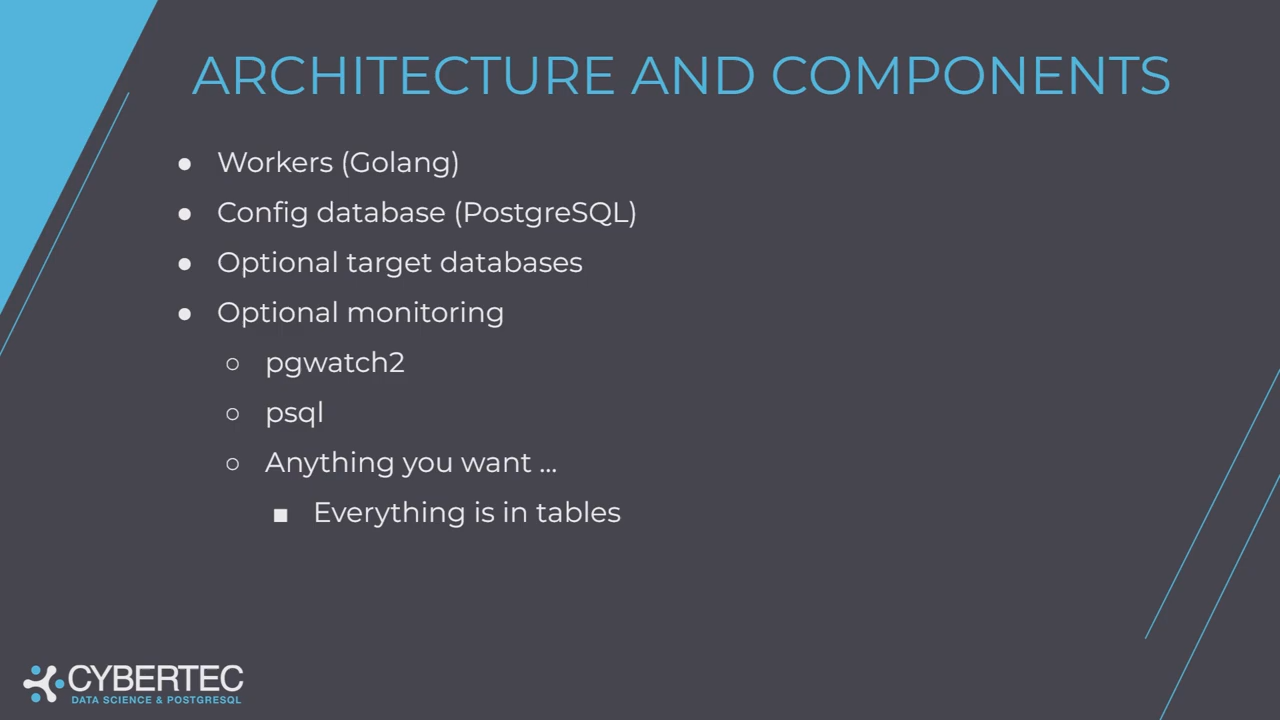 ARCHITECTURE AND COMPONENTS
● Workers (Golang)
● Config database (PostgreSQL)
● Optional target databases
● Optional monitoring
○ pgwatch2
○ psql
○ Anything you want ...
■ Everything is in tables
CYBERTEC
DATA SCIENCE & POSTGRESQL